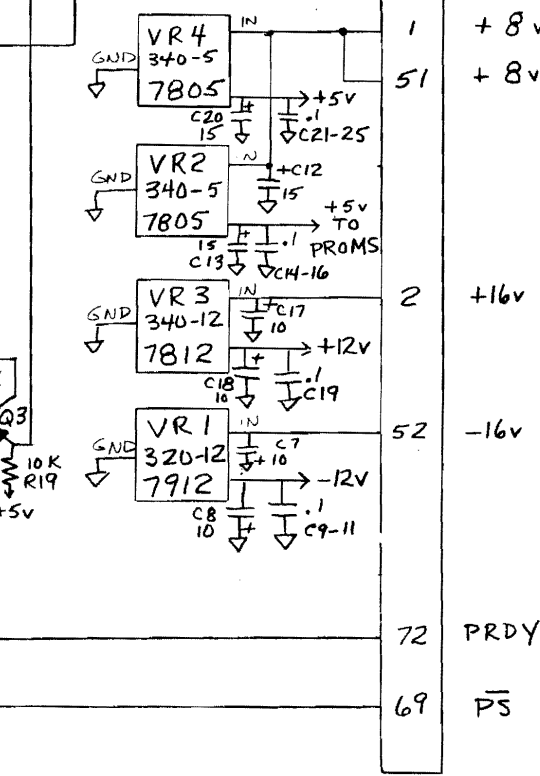 IN
1
+8v
VR4
GND
340-5
7805
51
+8v
+5v
+
C20
15
.1
C21-25
VR2
IN
GND
340-5
+C12
15
7805
+5v
TO
PROMS
15
+
C13
.1
C14-16
VR3
IN
2
+16v
GND
340-12
+C17
10
7812
+12v
C18
10
+
.1
C19
Q3
VR1
IN
52
-16v
GND
320-12
C7
+10
7912
-12v
10K
R19
+5v
C8
10
+
.1
C9-11
72
PRDY
69
P̅S̅